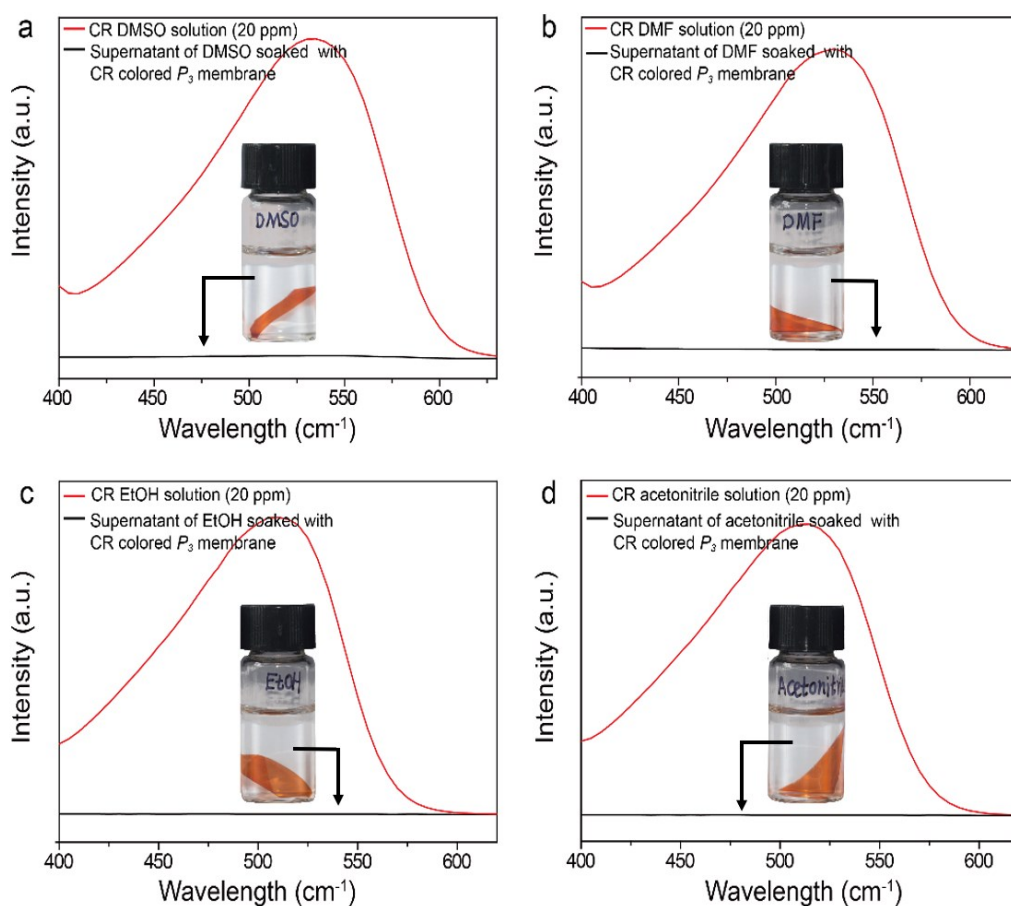 a
CR DMSO solution (20 ppm)
Supernatant of DMSO soaked with
CR colored P₃ membrane
DMSO
Intensity (a.u.)
400 450 500 550 600
Wavelength (cm⁻¹)
b
CR DMF solution (20 ppm)
Supernatant of DMF soaked with
CR colored P₃ membrane
DMF
Intensity (a.u.)
400 450 500 550 600
Wavelength (cm⁻¹)
c
CR EtOH solution (20 ppm)
Supernatant of EtOH soaked with
CR colored P₃ membrane
EtOH
Intensity (a.u.)
400 450 500 550 600
Wavelength (cm⁻¹)
d
CR acetonitrile solution (20 ppm)
Supernatant of acetonitrile soaked with
CR colored P₃ membrane
Acetonitri
Intensity (a.u.)
400 450 500 550 600
Wavelength (cm⁻¹)